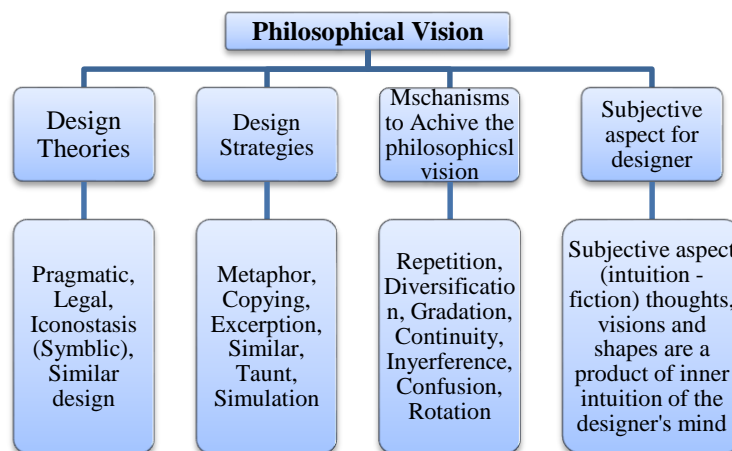 Philosophical Vision
Design
Theories
Design
Strategies
Mschanisms
to Achive the
philosophicsl
vision
Subjective
aspect for
designer
Pragmatic,
Legal,
Iconostasis
(Symblic),
Similar
design
Metaphor,
Copying,
Excerption,
Similar,
Taunt,
Simulation
Repetition,
Diversificatio
n, Gradation,
Continuity,
Inyerference,
Confusion,
Rotation
Subjective aspect
(intuition -
fiction) thoughts,
visions and
shapes are a
product of inner
intuition of the
designer's mind